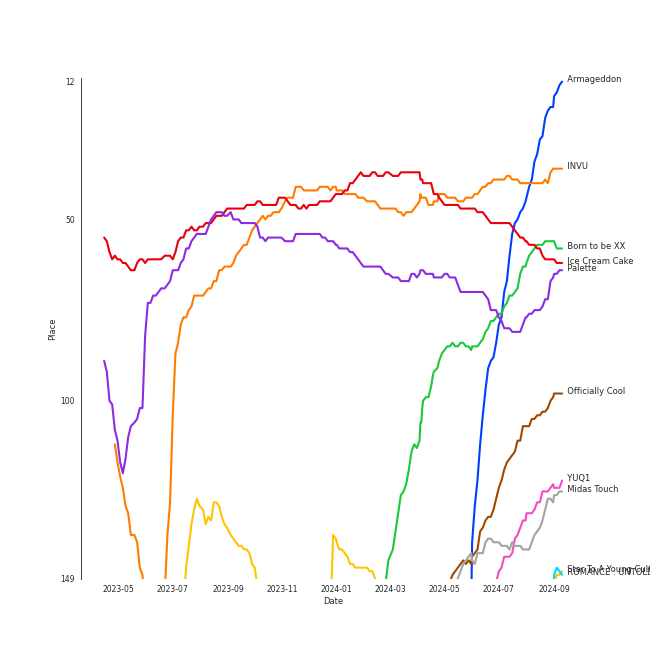 12
Armageddon
INVU
50
Born to be XX
Ice Cream Cake
Palette
Place
100
Officially Cool
YUQ1
Midas Touch
149
ROMANCE : UNTOLD
2023-05 2023-07 2023-09 2023-11 2024-01 2024-03 2024-05 2024-07 2024-09
Date